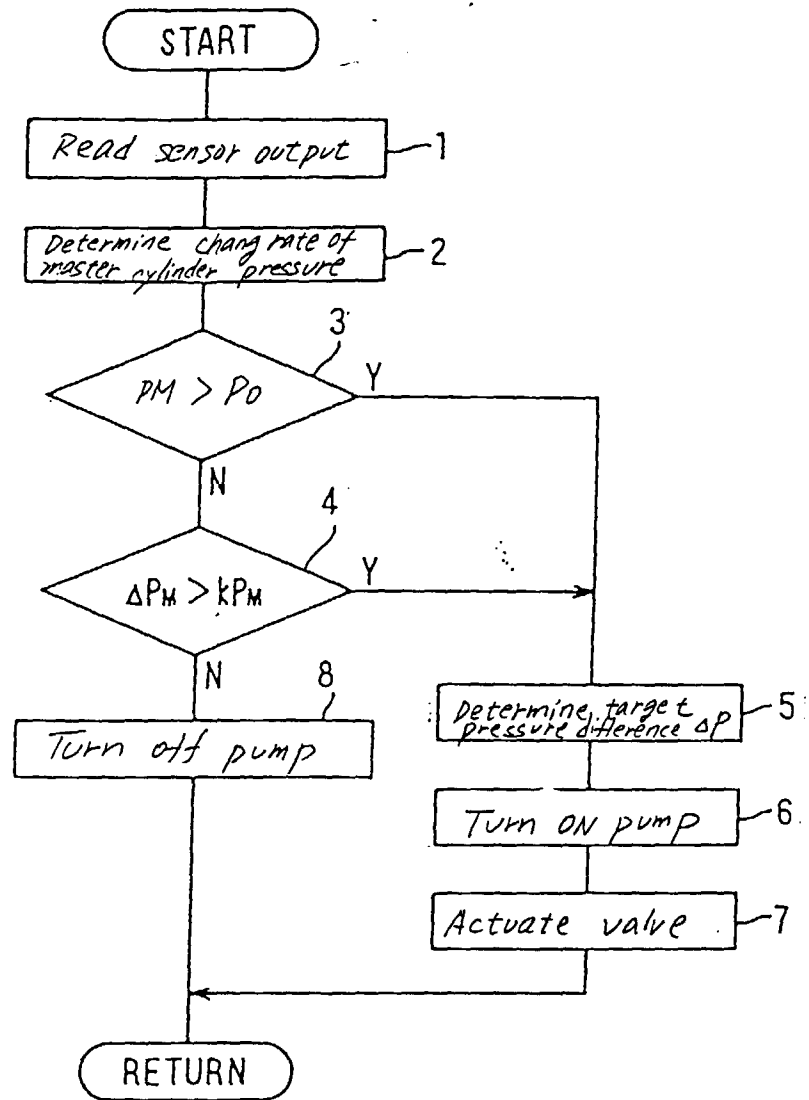 START
Read sensor output
1
Determine chang rate of
master cylinder pressure
2
3
PM > Po
Y
N
4
ΔPM > kPM
Y
N
8
Turn off pump
Determine target
pressure difference ΔP
5
Turn ON pump
6
Actuate valve
7
RETURN